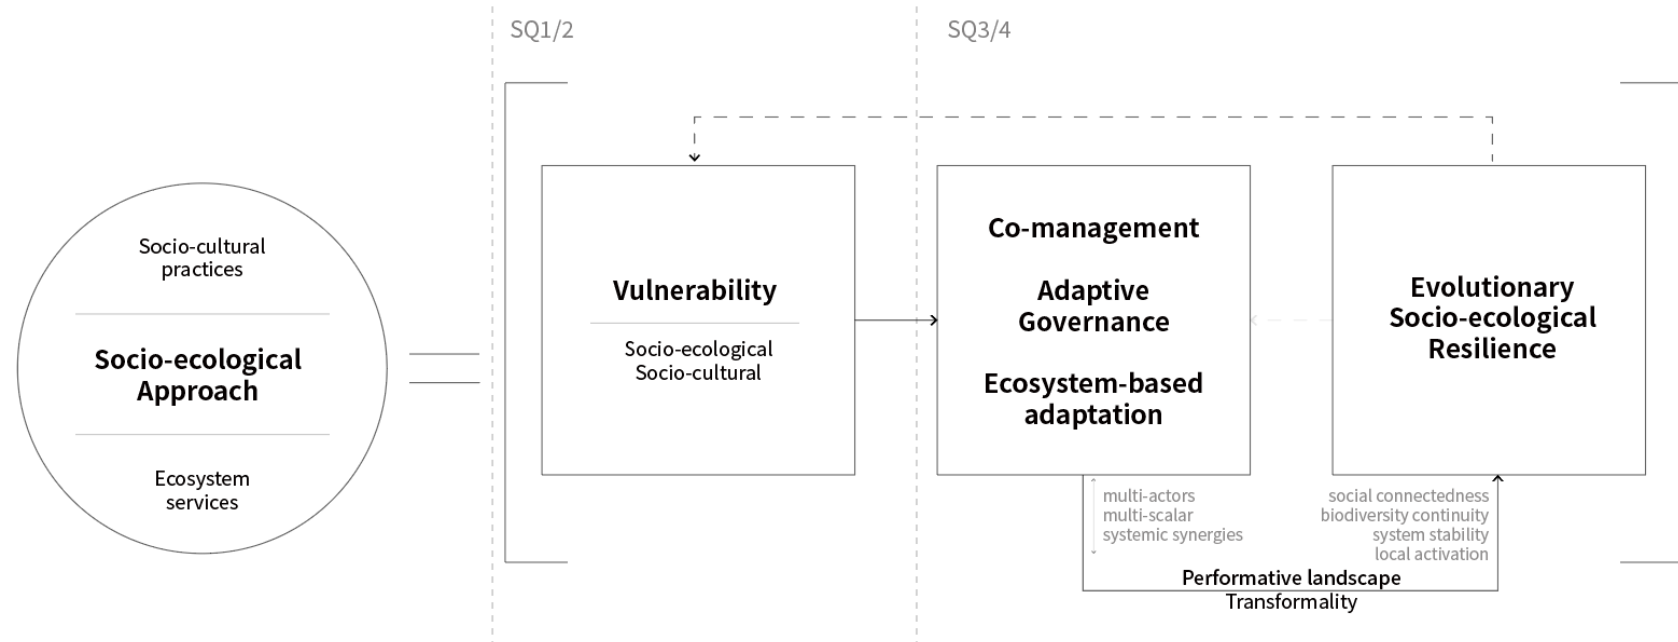 SQ1/2
SQ3/4
Socio-cultural
practices
Socio-ecological
Approach
Ecosystem
services
Vulnerability
Socio-ecological
Socio-cultural
Co-management
Adaptive
Governance
Ecosystem-based
adaptation
Evolutionary
Socio-ecological
Resilience
multi-actors
multi-scalar
systemic synergies
social connectedness
biodiversity continuity
system stability
local activation
Performative landscape
Transformality